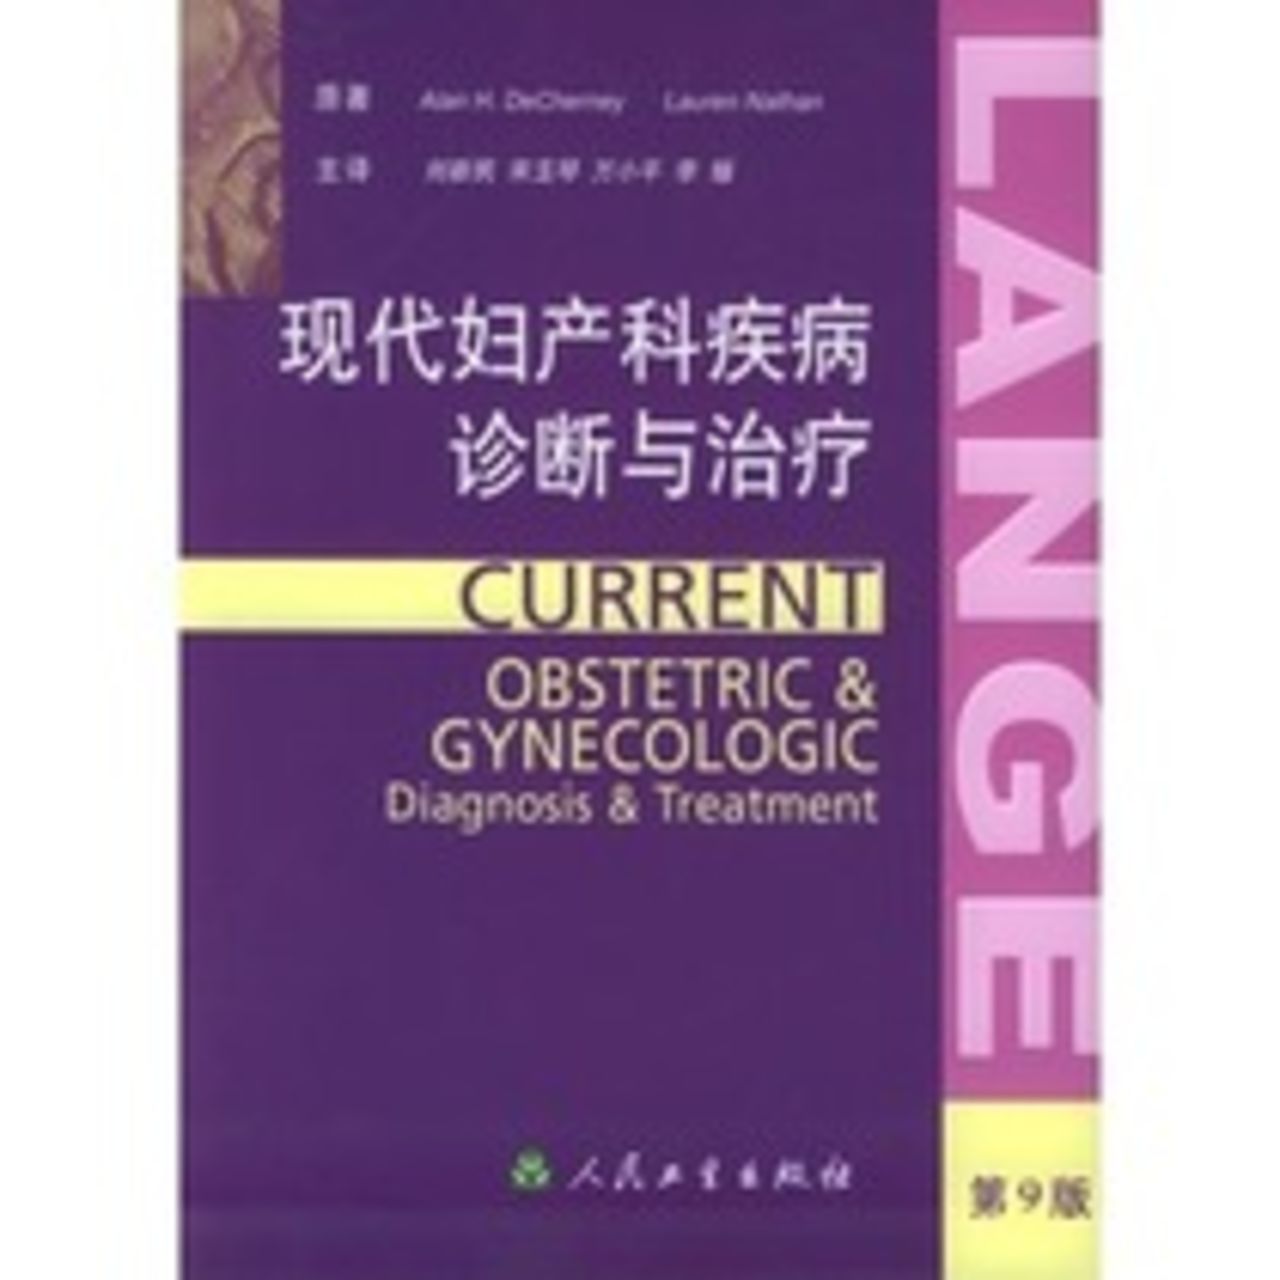 原著 Alan H. DeCherney Lauren Nathan
主译
现代妇产科疾病
诊断与治疗
CURRENT
OBSTETRIC &
GYNECOLOGIC
Diagnosis & Treatment
人民卫生出版社
LANGE
第9版